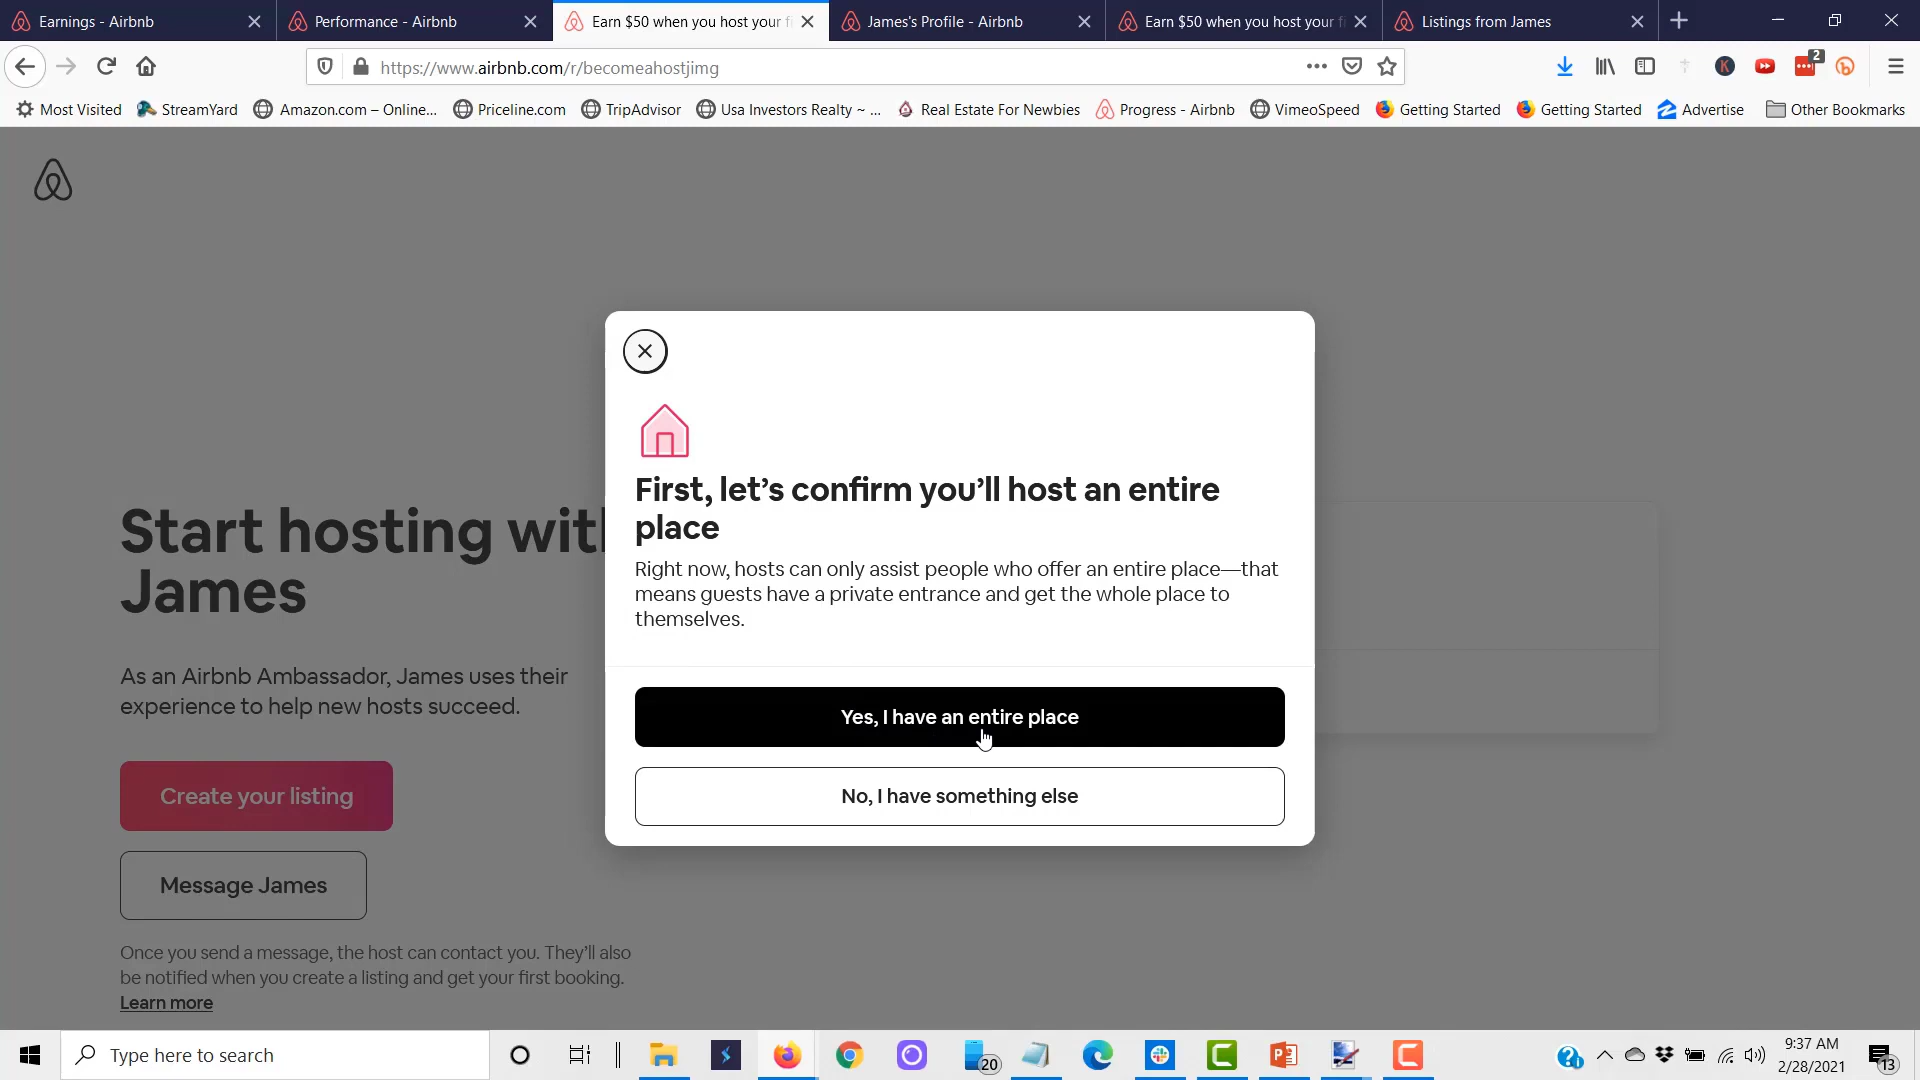 Earnings - Airbnb
Performance - Airbnb
Earn $50 when you host your fi
James's Profile - Airbnb
Earn $50 when you host your fi
Listings from James
https://www.airbnb.com/r/becomeahostjimg
2
Most Visited
StreamYard
Amazon.com – Online...
Priceline.com
TripAdvisor
Usa Investors Realty ~ ...
Real Estate For Newbies
Progress - Airbnb
VimeoSpeed
Getting Started
Getting Started
Advertise
Other Bookmarks
First, let’s confirm you’ll host an entire
place
Right now, hosts can only assist people who offer an entire place—that
means guests have a private entrance and get the whole place to
themselves.
Yes, I have an entire place
No, I have something else
Start hosting with
James
As an Airbnb Ambassador, James uses their
experience to help new hosts succeed.
Create your listing
Message James
Once you send a message, the host can contact you. They’ll also
be notified when you create a listing and get your first booking.
Learn more
Type here to search
20
9:37 AM
2/28/2021
13